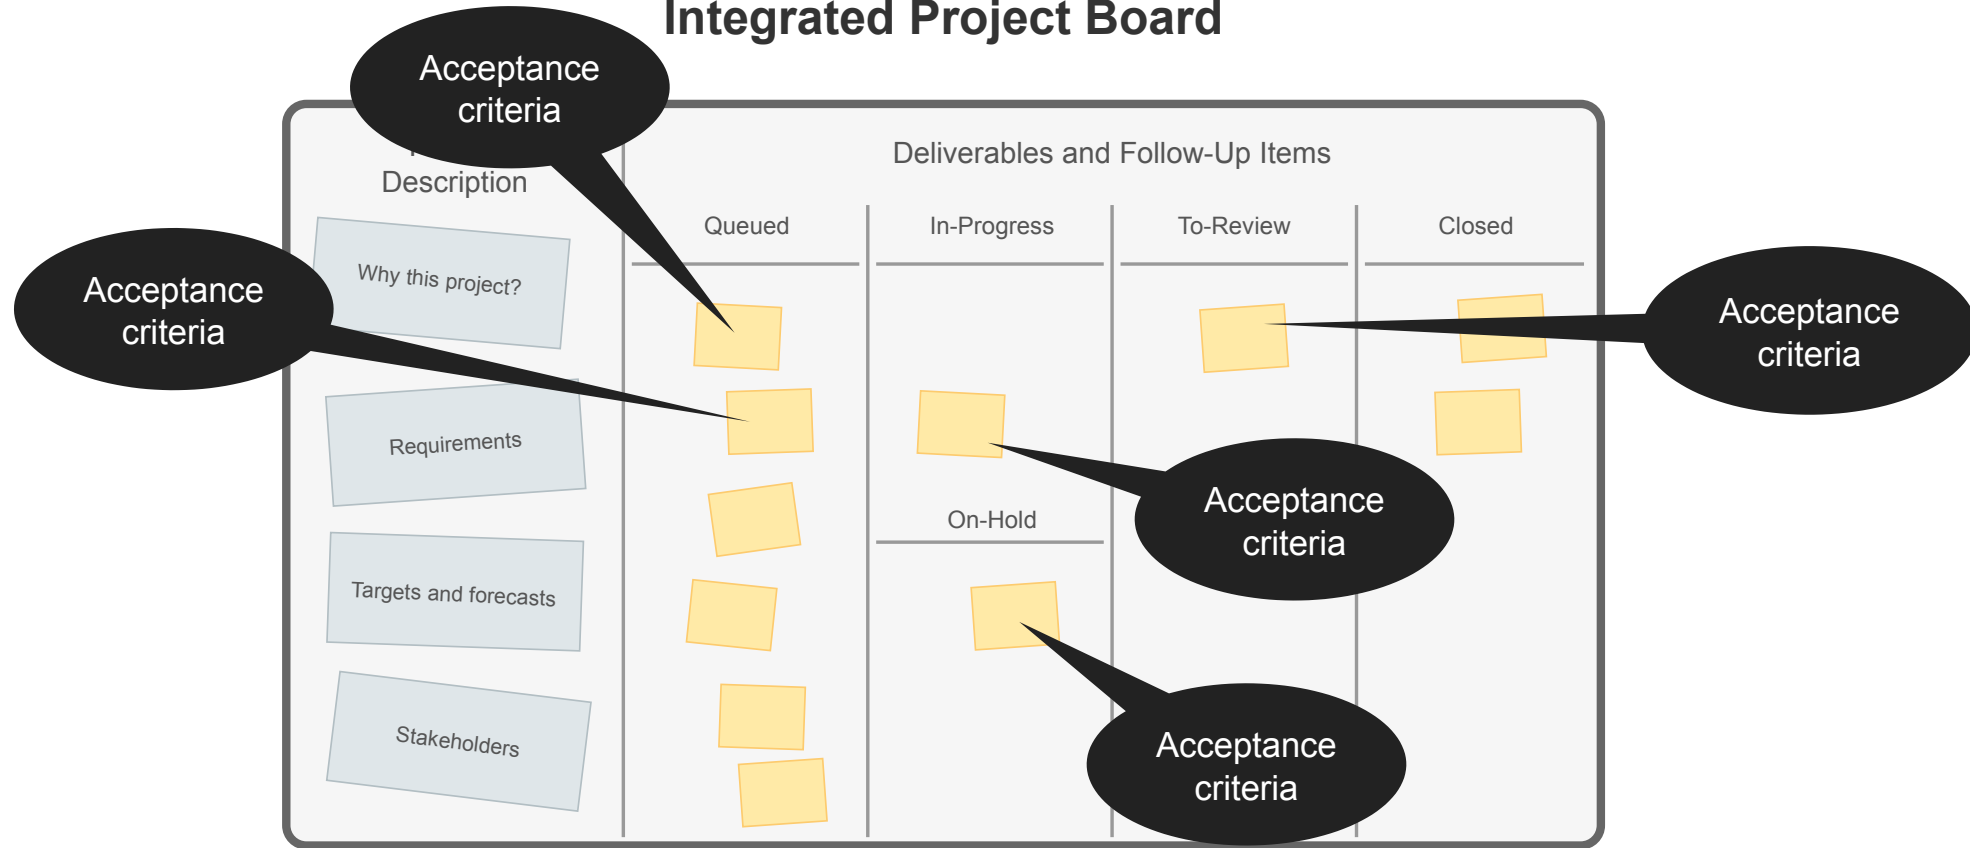 Integrated Project Board
Acceptance
criteria
Description
Deliverables and Follow-Up Items
Queued
In-Progress
To-Review
Closed
Why this project?
Acceptance
criteria
Acceptance
criteria
Requirements
Acceptance
criteria
On-Hold
Targets and forecasts
Stakeholders
Acceptance
criteria